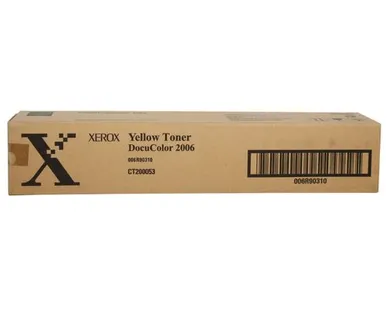 X
XEROX
Yellow Toner
DocuColor 2006
006R90310
CT200053
006R90310